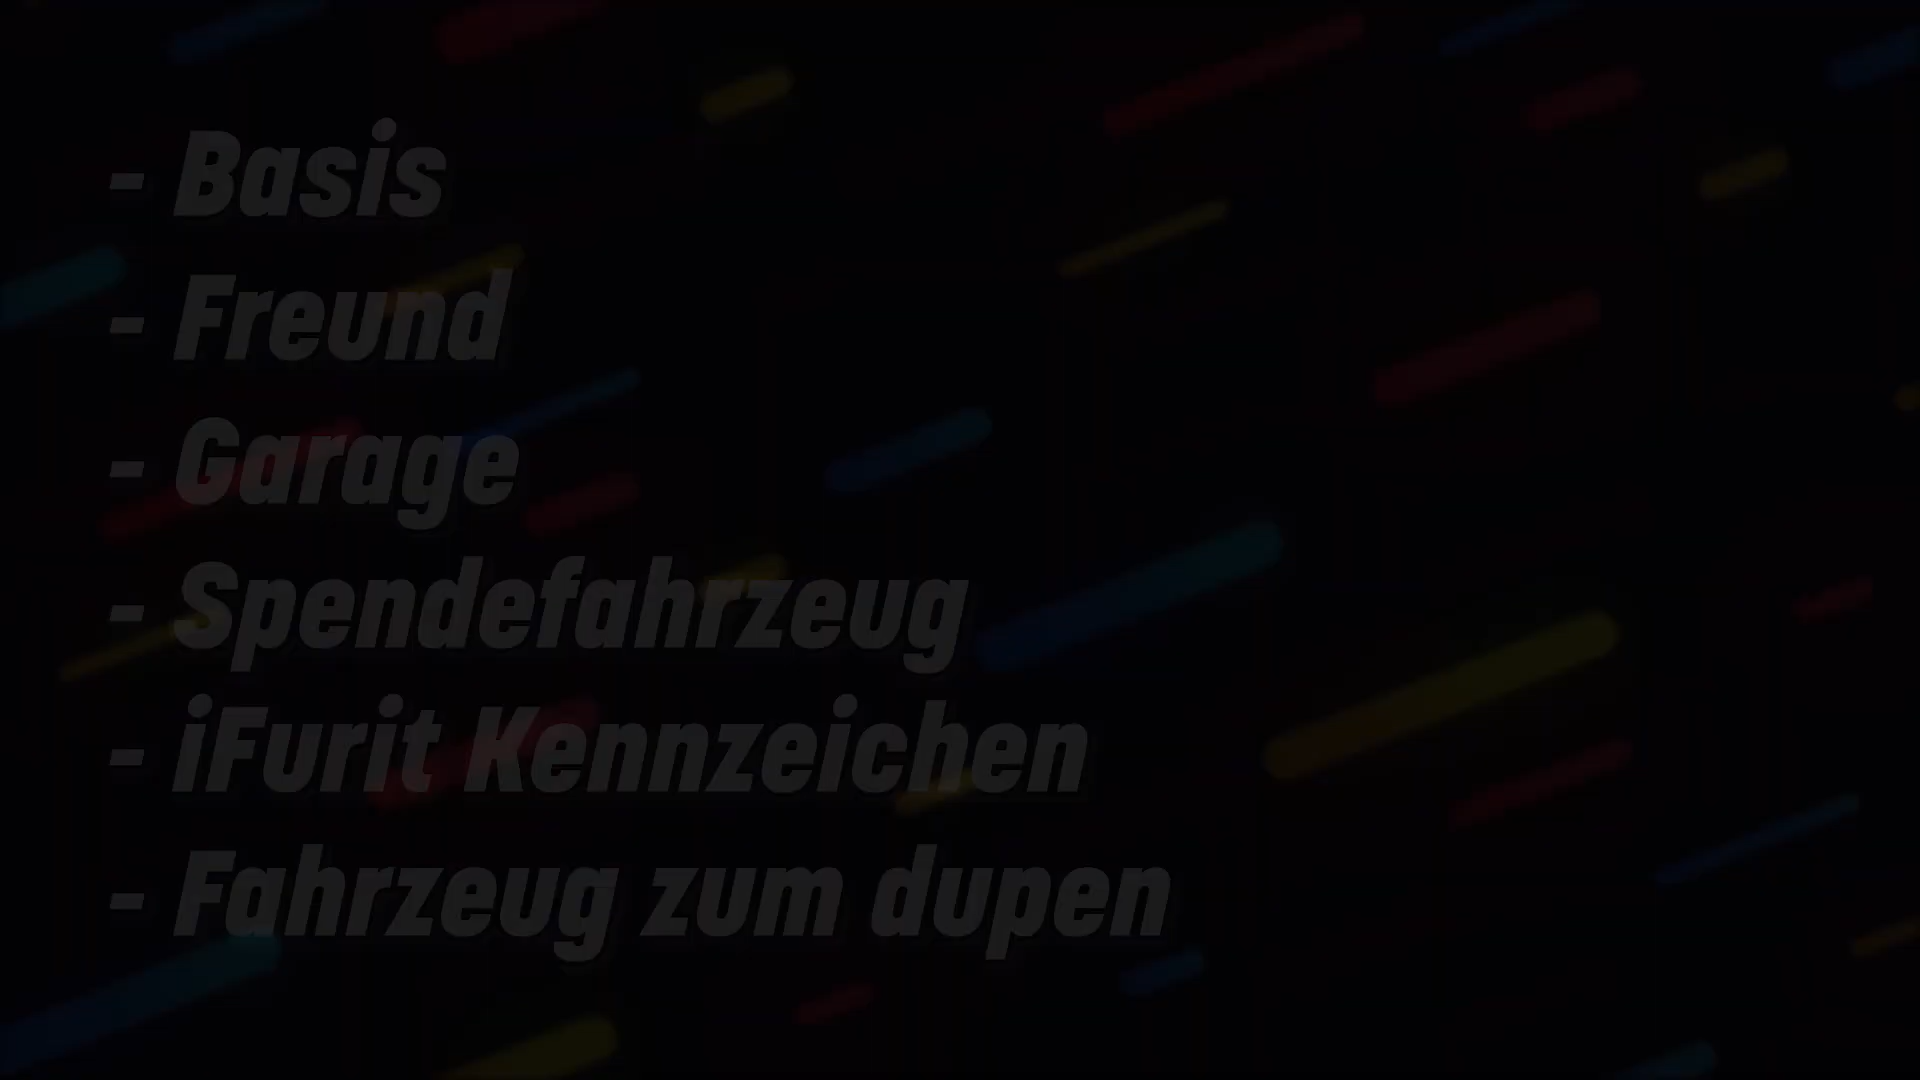 - Basis
- Freund
- Garage
- Spendefahrzeug
- iFurit Kennzeichen
- Fahrzeug zum dupen